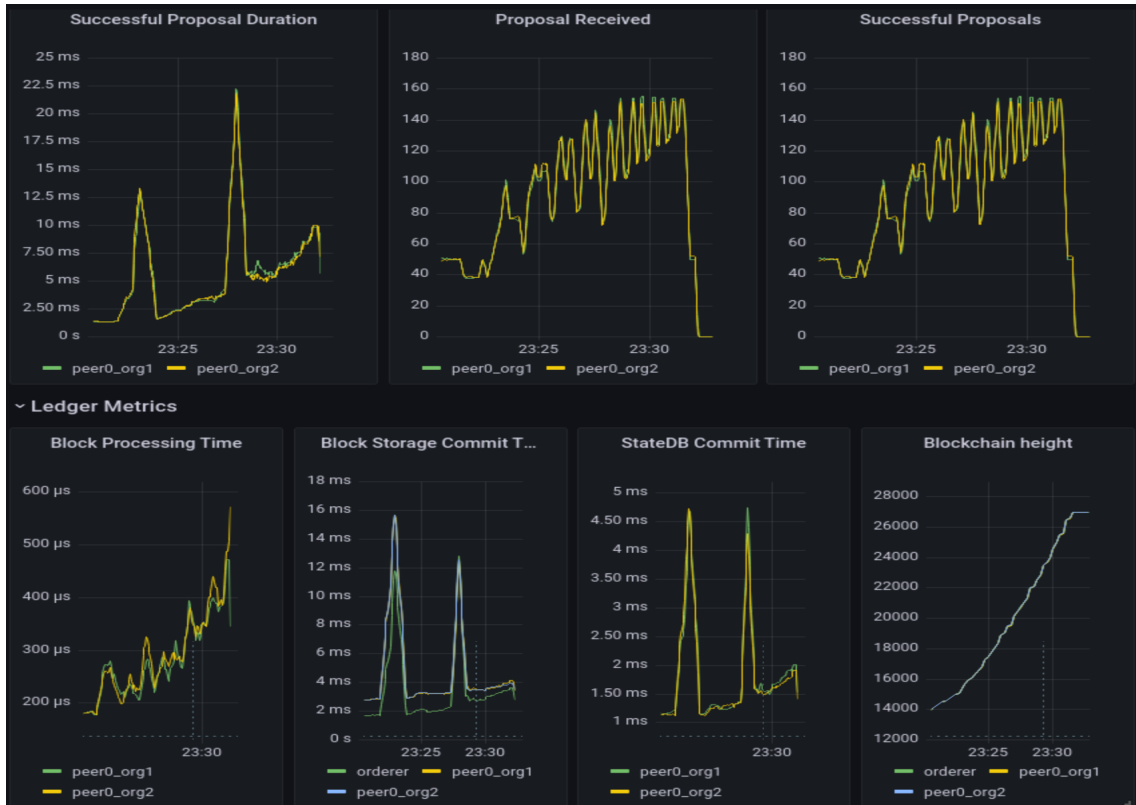 Successful Proposal Duration
25 ms
22.5 ms
20 ms
17.5 ms
15 ms
12.5 ms
10 ms
7.50 ms
5 ms
2.50 ms
0 s
23:25 23:30
peer0_org1 peer0_org2
Proposal Received
180
160
140
120
100
80
60
40
20
0
23:25 23:30
peer0_org1 peer0_org2
Successful Proposals
180
160
140
120
100
80
60
40
20
0
23:25 23:30
peer0_org1 peer0_org2
Ledger Metrics
Block Processing Time
600 µs
500 µs
400 µs
300 µs
200 µs
23:30
peer0_org1
peer0_org2
Block Storage Commit T...
18 ms
16 ms
14 ms
12 ms
10 ms
8 ms
6 ms
4 ms
2 ms
0 s
23:25 23:30
orderer peer0_org1
peer0_org2
StateDB Commit Time
5 ms
4.50 ms
4 ms
3.50 ms
3 ms
2.50 ms
2 ms
1.50 ms
1 ms
23:30
peer0_org1
peer0_org2
Blockchain height
28000
26000
24000
22000
20000
18000
16000
14000
12000
23:25 23:30
orderer peer0_org1
peer0_org2